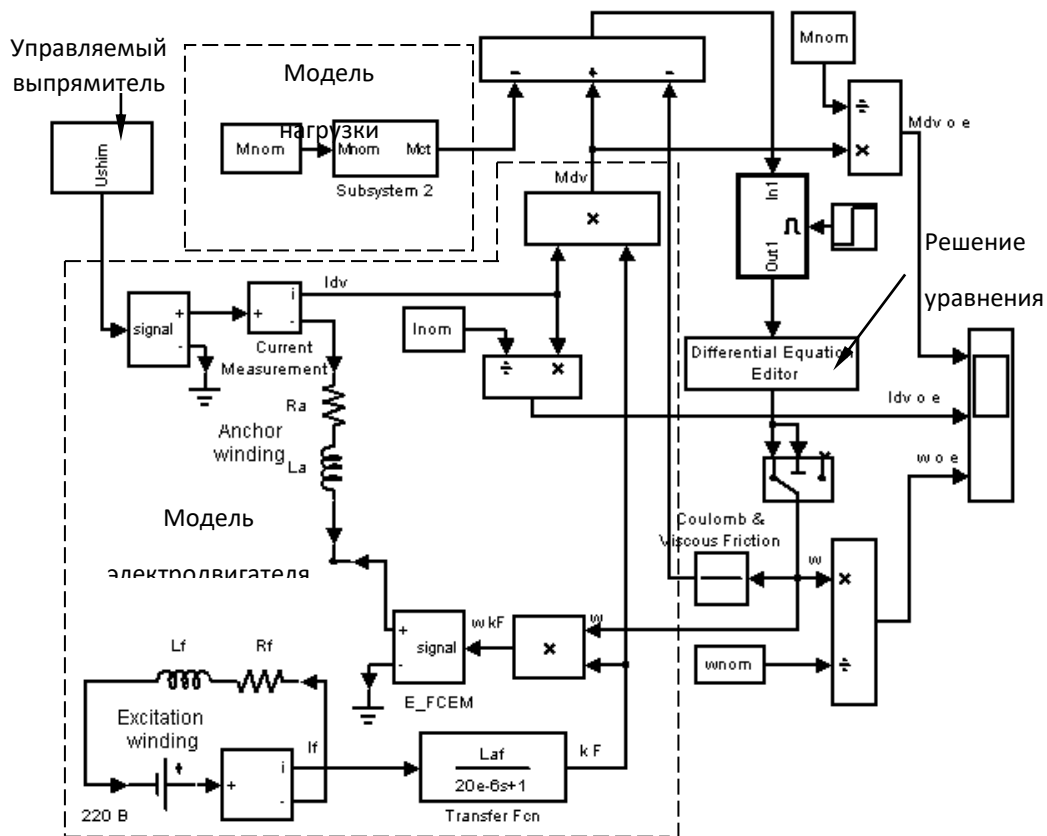 Управляемый
выпрямитель
Ushim
Модель
нагрузки
Mnom
Mnom
Mct
Subsystem 2
-
+
-
Mnom
÷
×
Mdv o e
Mdv
×
In1
Out1
Решение
уравнения
signal
+
-
+
i
-
Idv
Current
Measurement
Inom
÷
×
Differential Equation
Editor
Idv o e
Ra
Anchor
winding
La
w o e
Модель
электродвигателя
Coulomb &
Viscous Friction
w
×
÷
wnom
+
-
signal
E_FCEM
w kF
×
w
Lf
Rf
Excitation
winding
If
+
220 В
+
i
-
Laf
20e-6s+1
Transfer Fcn
k F